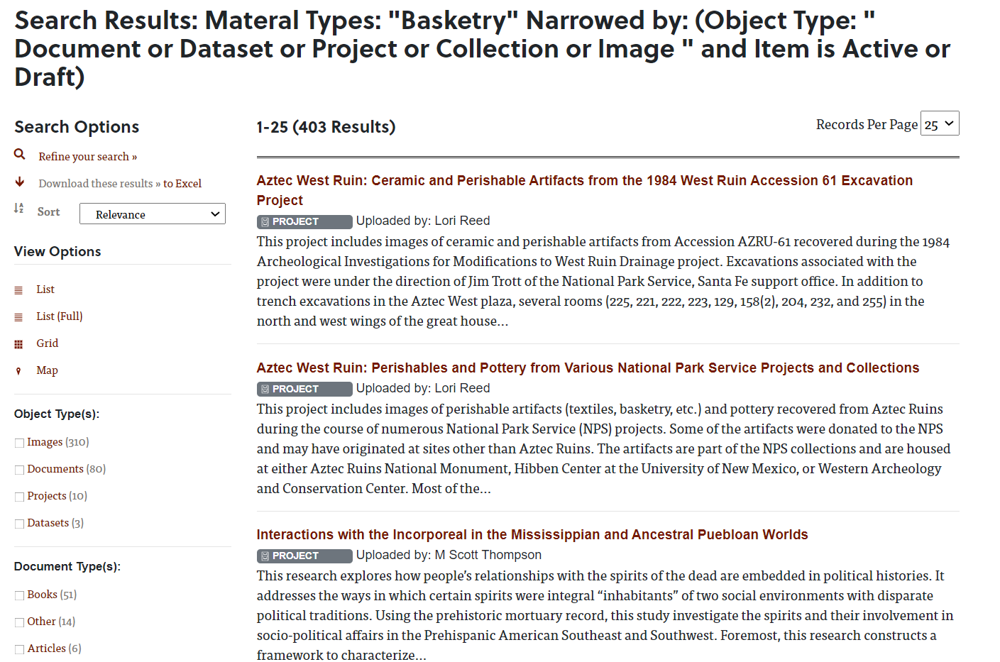 Search Results: Materal Types: "Basketry" Narrowed by: (Object Type: "
Document or Dataset or Project or Collection or Image " and Item is Active or
Draft)
Search Options
Refine your search »
Download these results » to Excel
Sort
Relevance
View Options
List
List (Full)
Grid
Map
Object Type(s):
Images (310)
Documents (80)
Projects (10)
Datasets (3)
Document Type(s):
Books (51)
Other (14)
Articles (6)
1-25 (403 Results)
Records Per Page 25
Aztec West Ruin: Ceramic and Perishable Artifacts from the 1984 West Ruin Accession 61 Excavation
Project
PROJECT Uploaded by: Lori Reed
This project includes images of ceramic and perishable artifacts from Accession AZRU-61 recovered during the 1984
Archeological Investigations for Modifications to West Ruin Drainage project. Excavations associated with the
project were under the direction of Jim Trott of the National Park Service, Santa Fe support office. In addition to
trench excavations in the Aztec West plaza, several rooms (225, 221, 222, 223, 129, 158(2), 204, 232, and 255) in the
north and west wings of the great house...
Aztec West Ruin: Perishables and Pottery from Various National Park Service Projects and Collections
PROJECT Uploaded by: Lori Reed
This project includes images of perishable artifacts (textiles, basketry, etc.) and pottery recovered from Aztec Ruins
during the course of numerous National Park Service (NPS) projects. Some of the artifacts were donated to the NPS
and may have originated at sites other than Aztec Ruins. The artifacts are part of the NPS collections and are housed
at either Aztec Ruins National Monument, Hibben Center at the University of New Mexico, or Western Archeology
and Conservation Center. Most of the...
Interactions with the Incorporeal in the Mississippian and Ancestral Puebloan Worlds
PROJECT Uploaded by: M Scott Thompson
This research explores how people’s relationships with the spirits of the dead are embedded in political histories. It
addresses the ways in which certain spirits were integral “inhabitants” of two social environments with disparate
political traditions. Using the prehistoric mortuary record, this study investigate the spirits and their involvement in
socio-political affairs in the Prehispanic American Southeast and Southwest. Foremost, this research constructs a
framework to characterize...